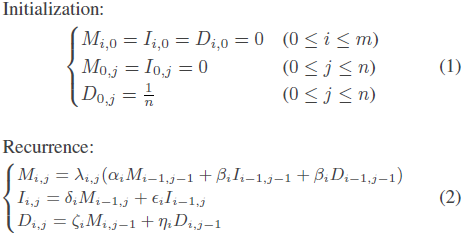 Initialization:
M_{i,0} = I_{i,0} = D_{i,0} = 0 (0 ≤ i ≤ m)
M_{0,j} = I_{0,j} = 0 (0 ≤ j ≤ n) (1)
D_{0,j} = \frac{1}{n} (0 ≤ j ≤ n)
Recurrence:
M_{i,j} = λ_{i,j}(α_i M_{i−1,j−1} + β_i I_{i−1,j−1} + β_i D_{i−1,j−1})
I_{i,j} = δ_i M_{i−1,j} + ϵ_i I_{i−1,j} (2)
D_{i,j} = ζ_i M_{i,j−1} + η_i D_{i,j−1}